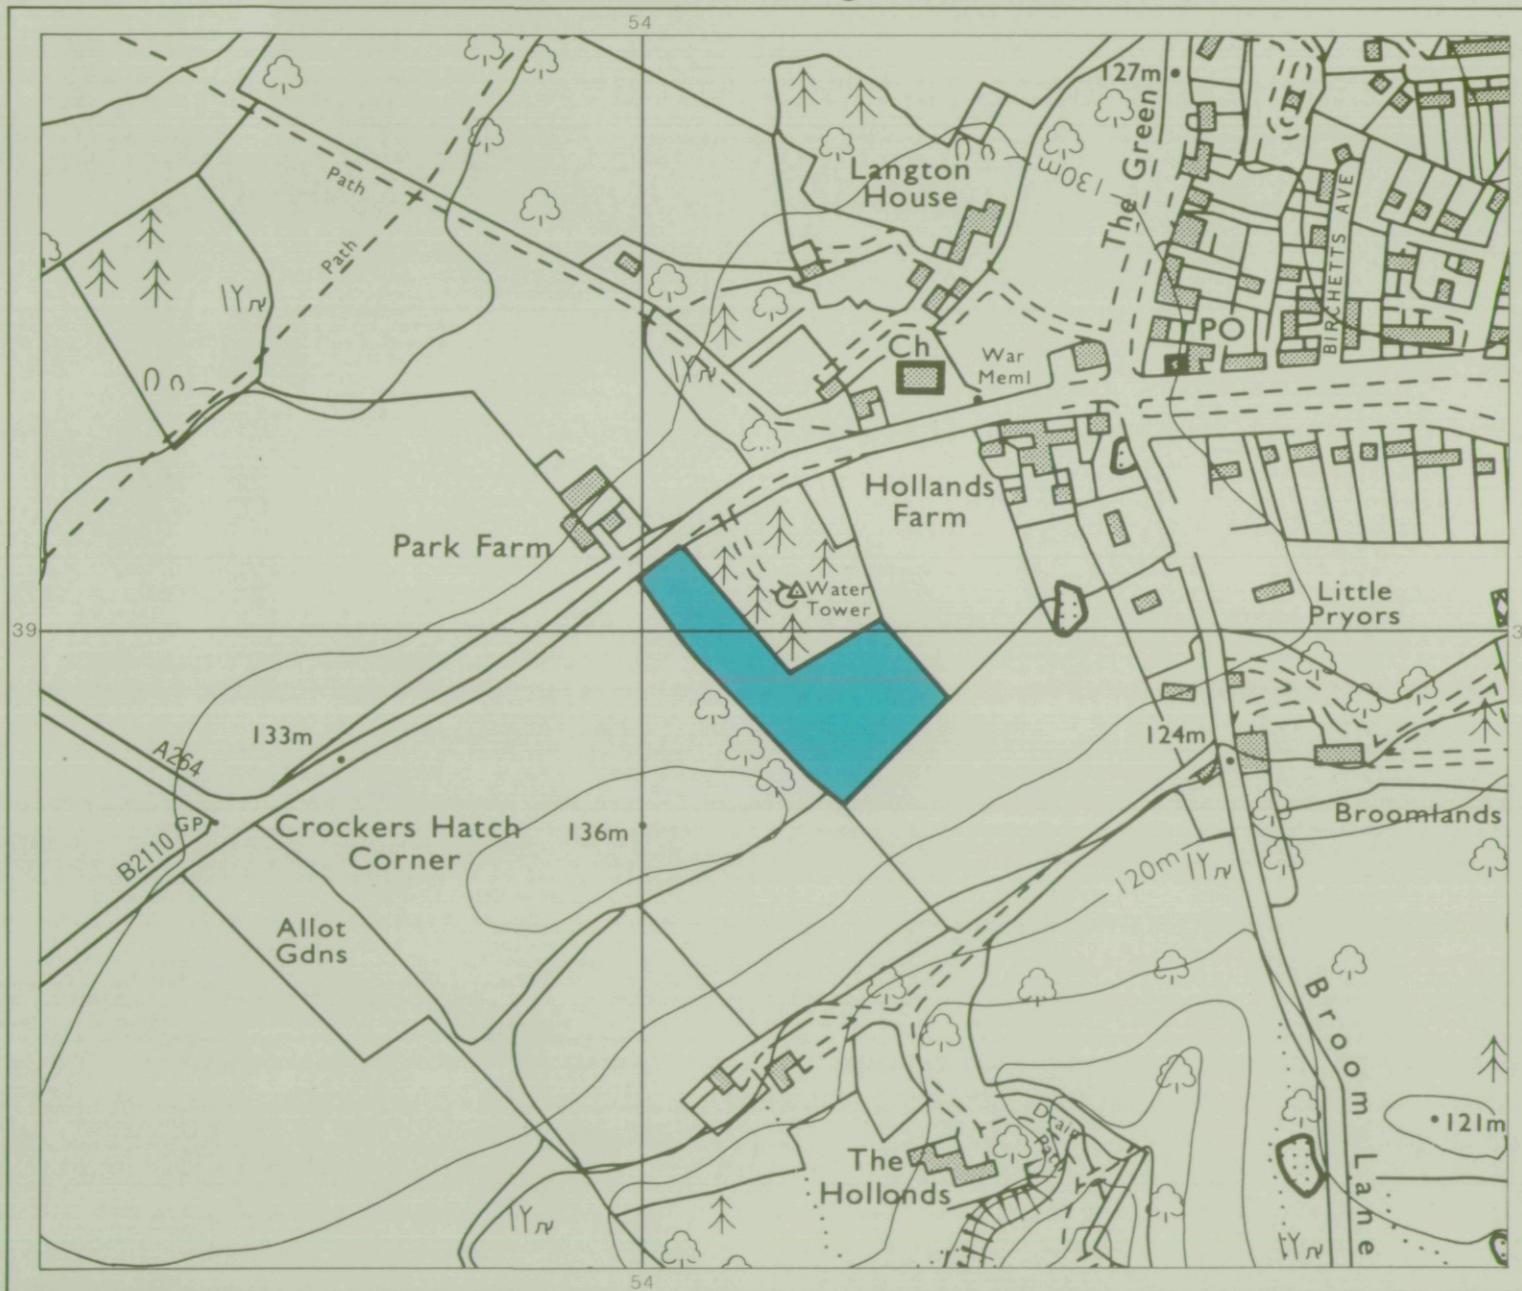 54
127m
The Green
130m
Langton
House
Path
Path
BIRCHETTS AVE
PO
Ch
War
Meml
Hollands
Farm
Park Farm
Water
Tower
Little
Pryors
39
133m
A264
124m
GP
B2110
Crockers Hatch
Corner
136m
Broomlands
120m
Allot
Gdns
Broom Lane
121m
Drain
Path
The
Hollonds
54